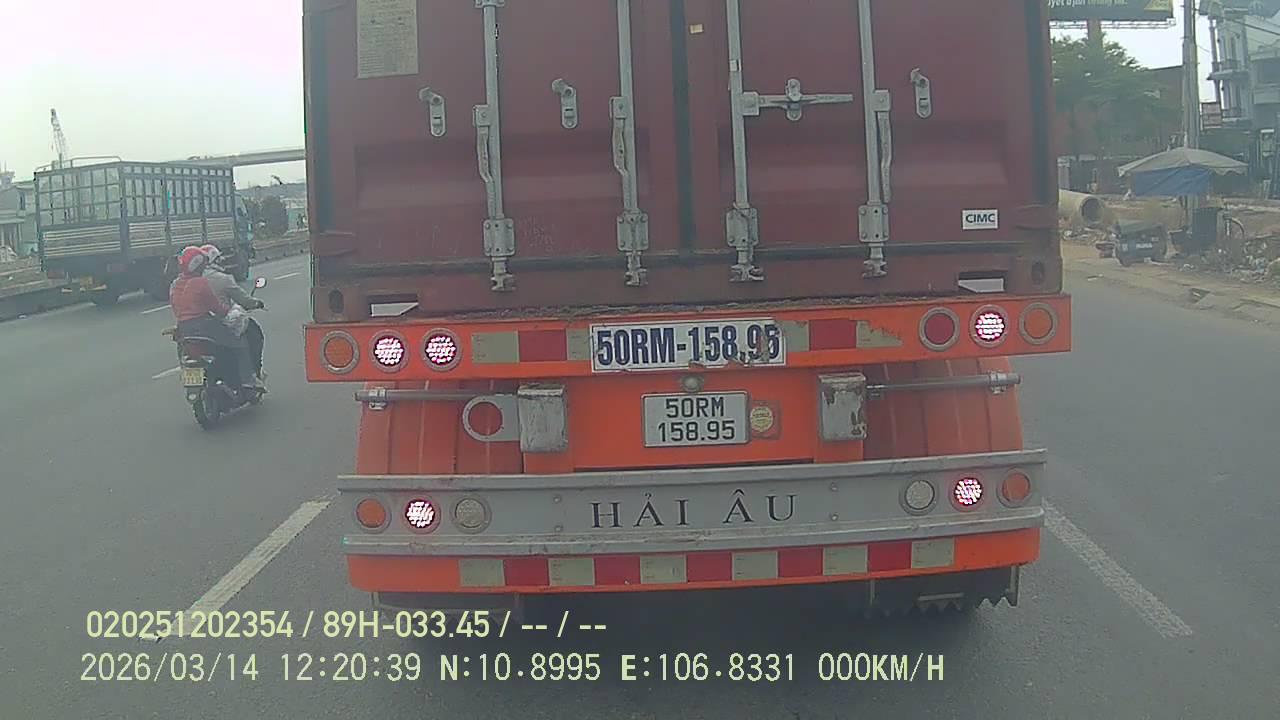 CIMC
50RM-158.95
50RM
158.95
HẢI ÂU
020251202354 / 89H-033.45 / -- / --
2026/03/14 12:20:39 N:10.8995 E:106.8331 000KM/H